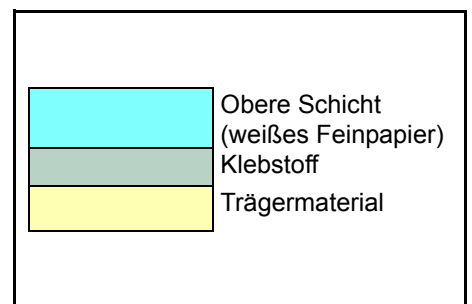 Obere Schicht
(weißes Feinpapier)
Klebstoff
Trägermaterial